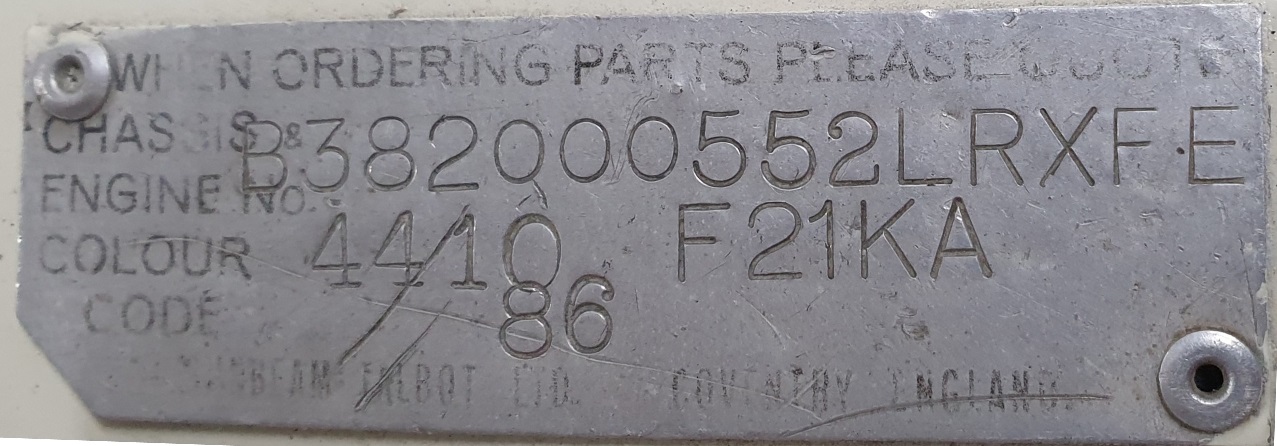 WHEN ORDERING PARTS PLEASE QUOTE
CHASSIS & B382000552LRXFE
ENGINE No.
COLOUR 4410 F21KA
CODE 86
SUNBEAM TALBOT LTD. COVENTRY ENGLAND.